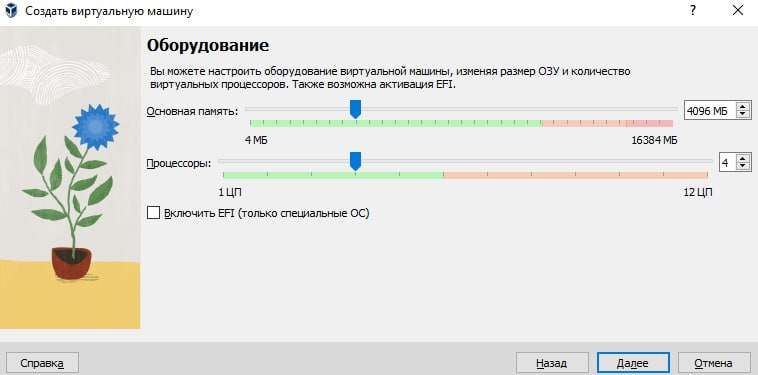 Создать виртуальную машину
Оборудование
Вы можете настроить оборудование виртуальной машины, изменяя размер ОЗУ и количество
виртуальных процессоров. Также возможна активация EFI.
Основная память:
4096 МБ
4 МБ
16384 МБ
Процессоры:
4
1 ЦП
12 ЦП
Включить EFI (только специальные ОС)
Справка
Назад
Далее
Отмена